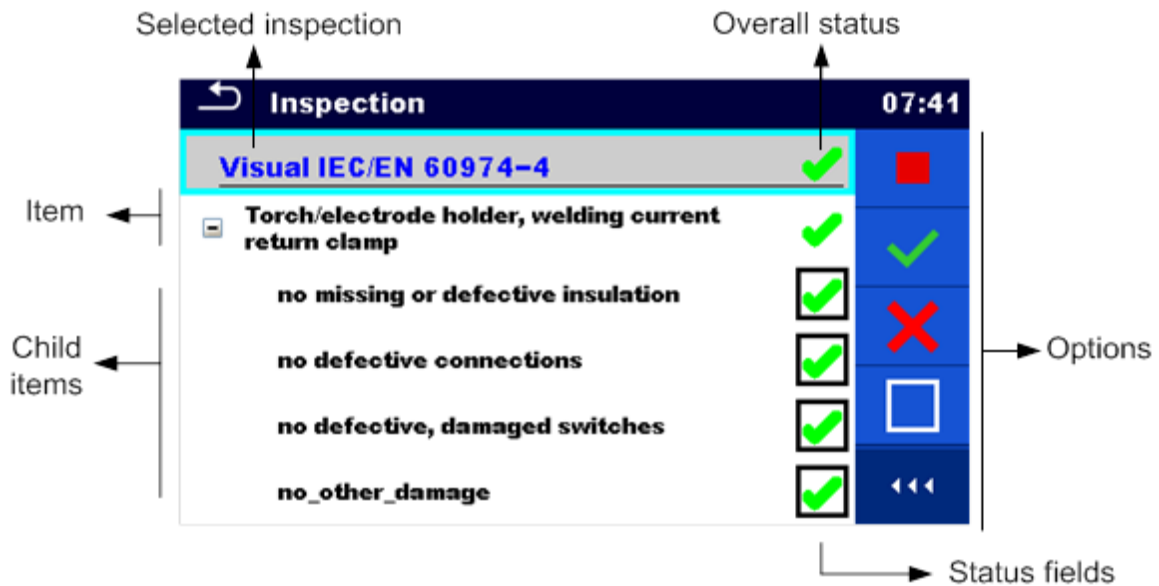 Selected inspection
Overall status
Inspection
07:41
Visual IEC/EN 60974-4
Item
Torch/electrode holder, welding current
return clamp
no missing or defective insulation
Child
items
no defective connections
Options
no defective, damaged switches
no_other_damage
Status fields